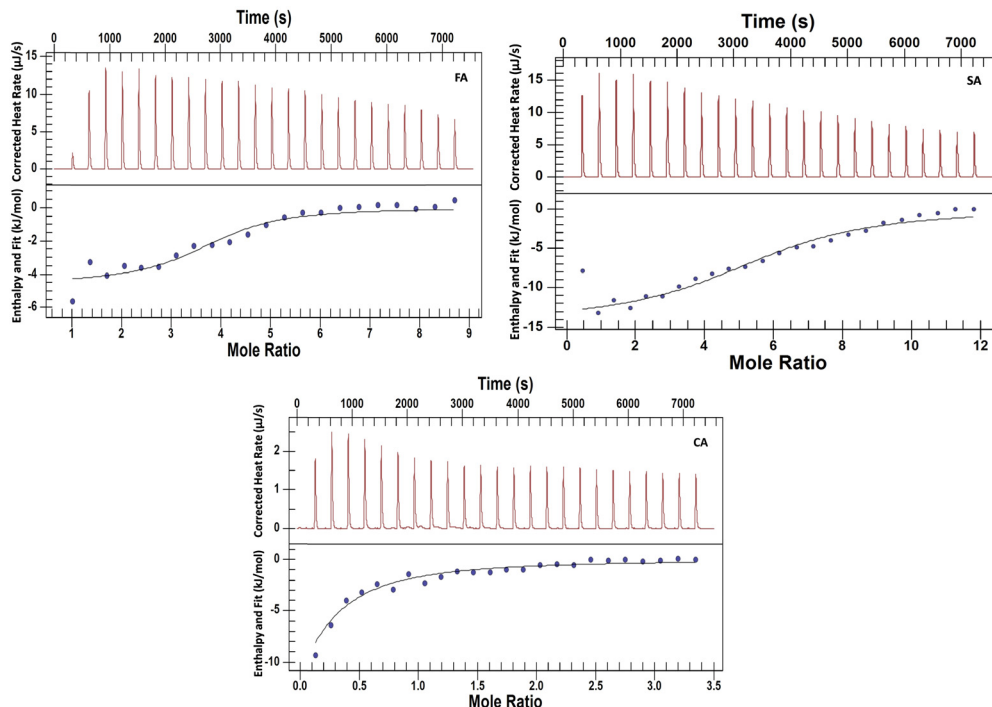 Time (s)
0 1000 2000 3000 4000 5000 6000 7000
Corrected Heat Rate (µJ/s)
15
10
5
0
FA
Enthalpy and Fit (kJ/mol)
0
-2
-4
-6
1 2 3 4 5 6 7 8 9
Mole Ratio
Time (s)
0 1000 2000 3000 4000 5000 6000 7000
Corrected Heat Rate (µJ/s)
15
10
5
0
SA
Enthalpy and Fit (kJ/mol)
0
-5
-10
-15
0 2 4 6 8 10 12
Mole Ratio
Time (s)
0 1000 2000 3000 4000 5000 6000 7000
Corrected Heat Rate (µJ/s)
2
1
0
CA
Enthalpy and Fit (kJ/mol)
0
-5
-10
0.0 0.5 1.0 1.5 2.0 2.5 3.0 3.5
Mole Ratio